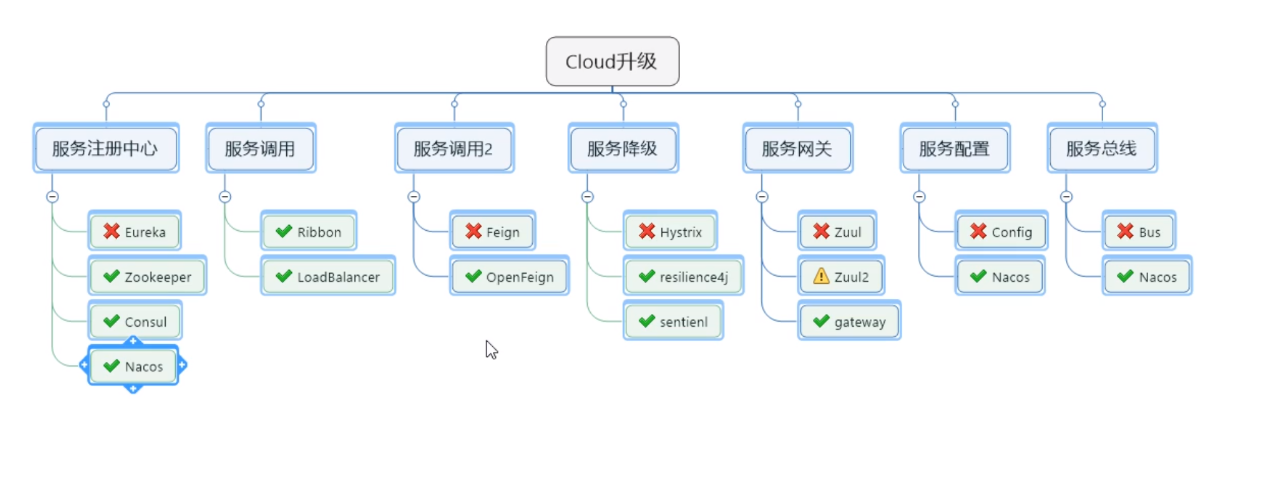 Cloud升级
服务注册中心
Eureka
Zookeeper
Consul
Nacos
服务调用
Ribbon
LoadBalancer
服务调用2
Feign
OpenFeign
服务降级
Hystrix
resilience4j
sentienl
服务网关
Zuul
Zuul2
gateway
服务配置
Config
Nacos
服务总线
Bus
Nacos